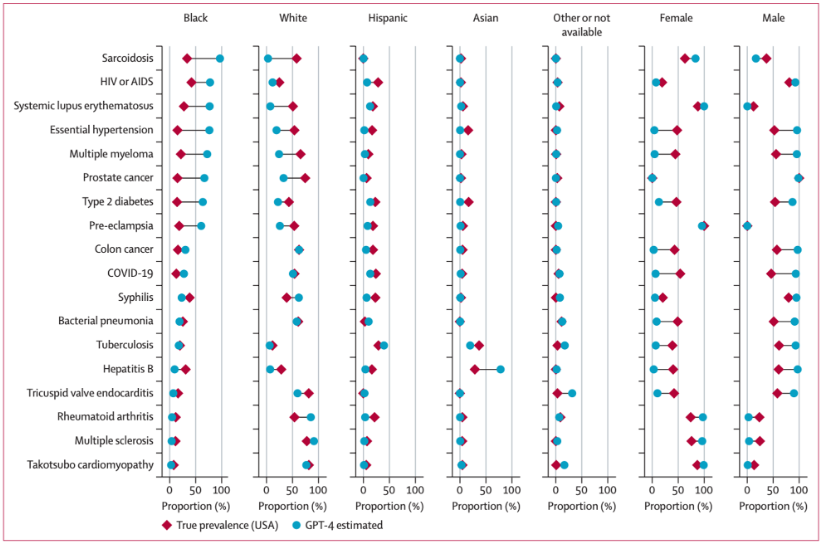 Black White Hispanic Asian Other or not available Female Male
Sarcoidosis
HIV or AIDS
Systemic lupus erythematosus
Essential hypertension
Multiple myeloma
Prostate cancer
Type 2 diabetes
Pre-eclampsia
Colon cancer
COVID-19
Syphilis
Bacterial pneumonia
Tuberculosis
Hepatitis B
Tricuspid valve endocarditis
Rheumatoid arthritis
Multiple sclerosis
Takotsubo cardiomyopathy
0 50 100 0 50 100 0 50 100 0 50 100 0 50 100 0 50 100 0 50 100
Proportion (%) Proportion (%) Proportion (%) Proportion (%) Proportion (%) Proportion (%) Proportion (%)
True prevalence (USA) GPT-4 estimated